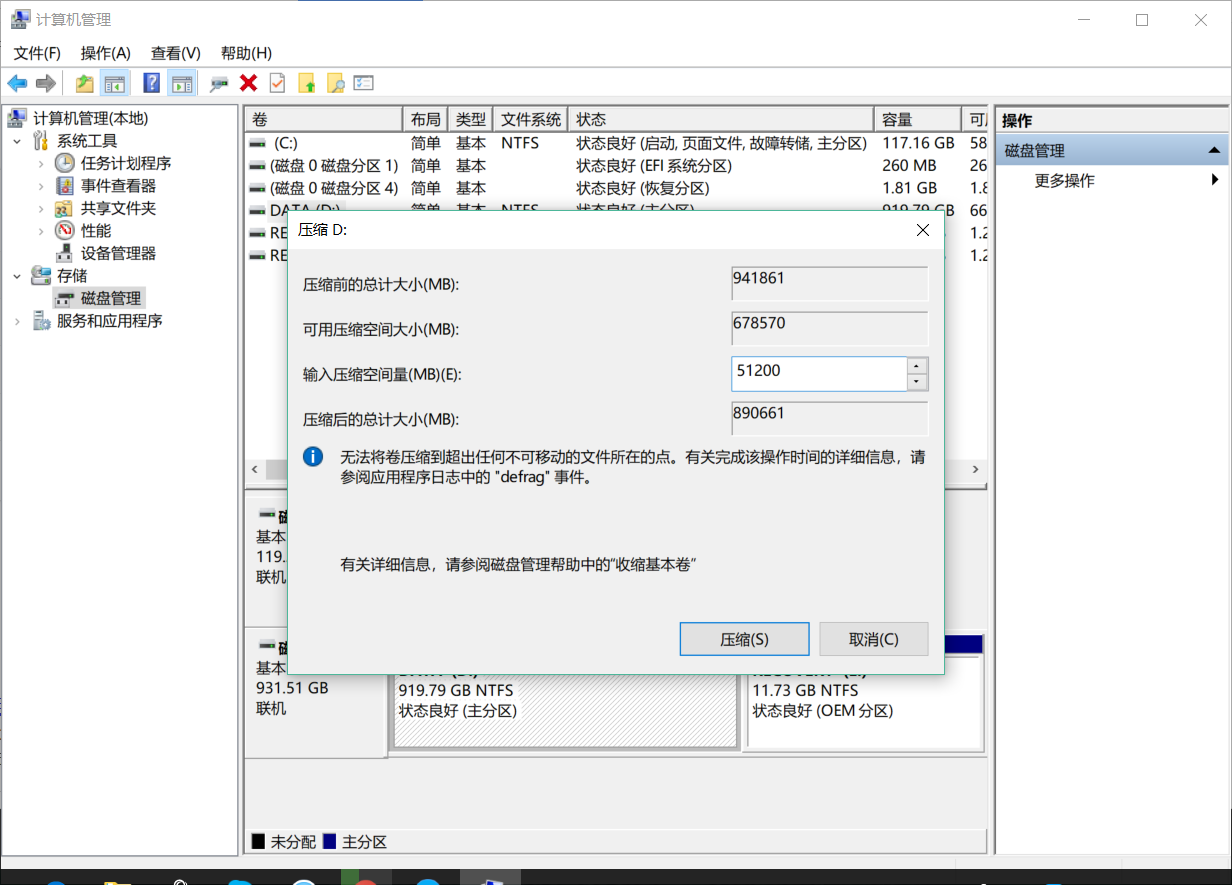 计算机管理
文件(F) 操作(A) 查看(V) 帮助(H)
计算机管理(本地)
系统工具
任务计划程序
事件查看器
共享文件夹
性能
设备管理器
存储
磁盘管理
服务和应用程序
卷 布局 类型 文件系统 状态 容量
(C:) 简单 基本 NTFS 状态良好 (启动, 页面文件, 故障转储, 主分区) 117.16 GB 58
(磁盘 0 磁盘分区 1) 简单 基本 状态良好 (EFI 系统分区) 260 MB 26
(磁盘 0 磁盘分区 4) 简单 基本 状态良好 (恢复分区) 1.81 GB 1.8
DATA (D:) 简单 基本 NTFS 状态良好 (主分区) 919.79 GB 66
RE 1.2
RE 1.2
操作
磁盘管理
更多操作
压缩 D:
压缩前的总计大小(MB): 941861
可用压缩空间大小(MB): 678570
输入压缩空间量(MB)(E): 51200
压缩后的总计大小(MB): 890661
无法将卷压缩到超出任何不可移动的文件所在的点。有关完成该操作时间的详细信息，请
参阅应用程序日志中的 "defrag" 事件。
有关详细信息，请参阅磁盘管理帮助中的“收缩基本卷”
压缩(S) 取消(C)
基本
119.
联机
基本
931.51 GB
联机
919.79 GB NTFS
状态良好 (主分区)
11.73 GB NTFS
状态良好 (OEM 分区)
未分配 主分区